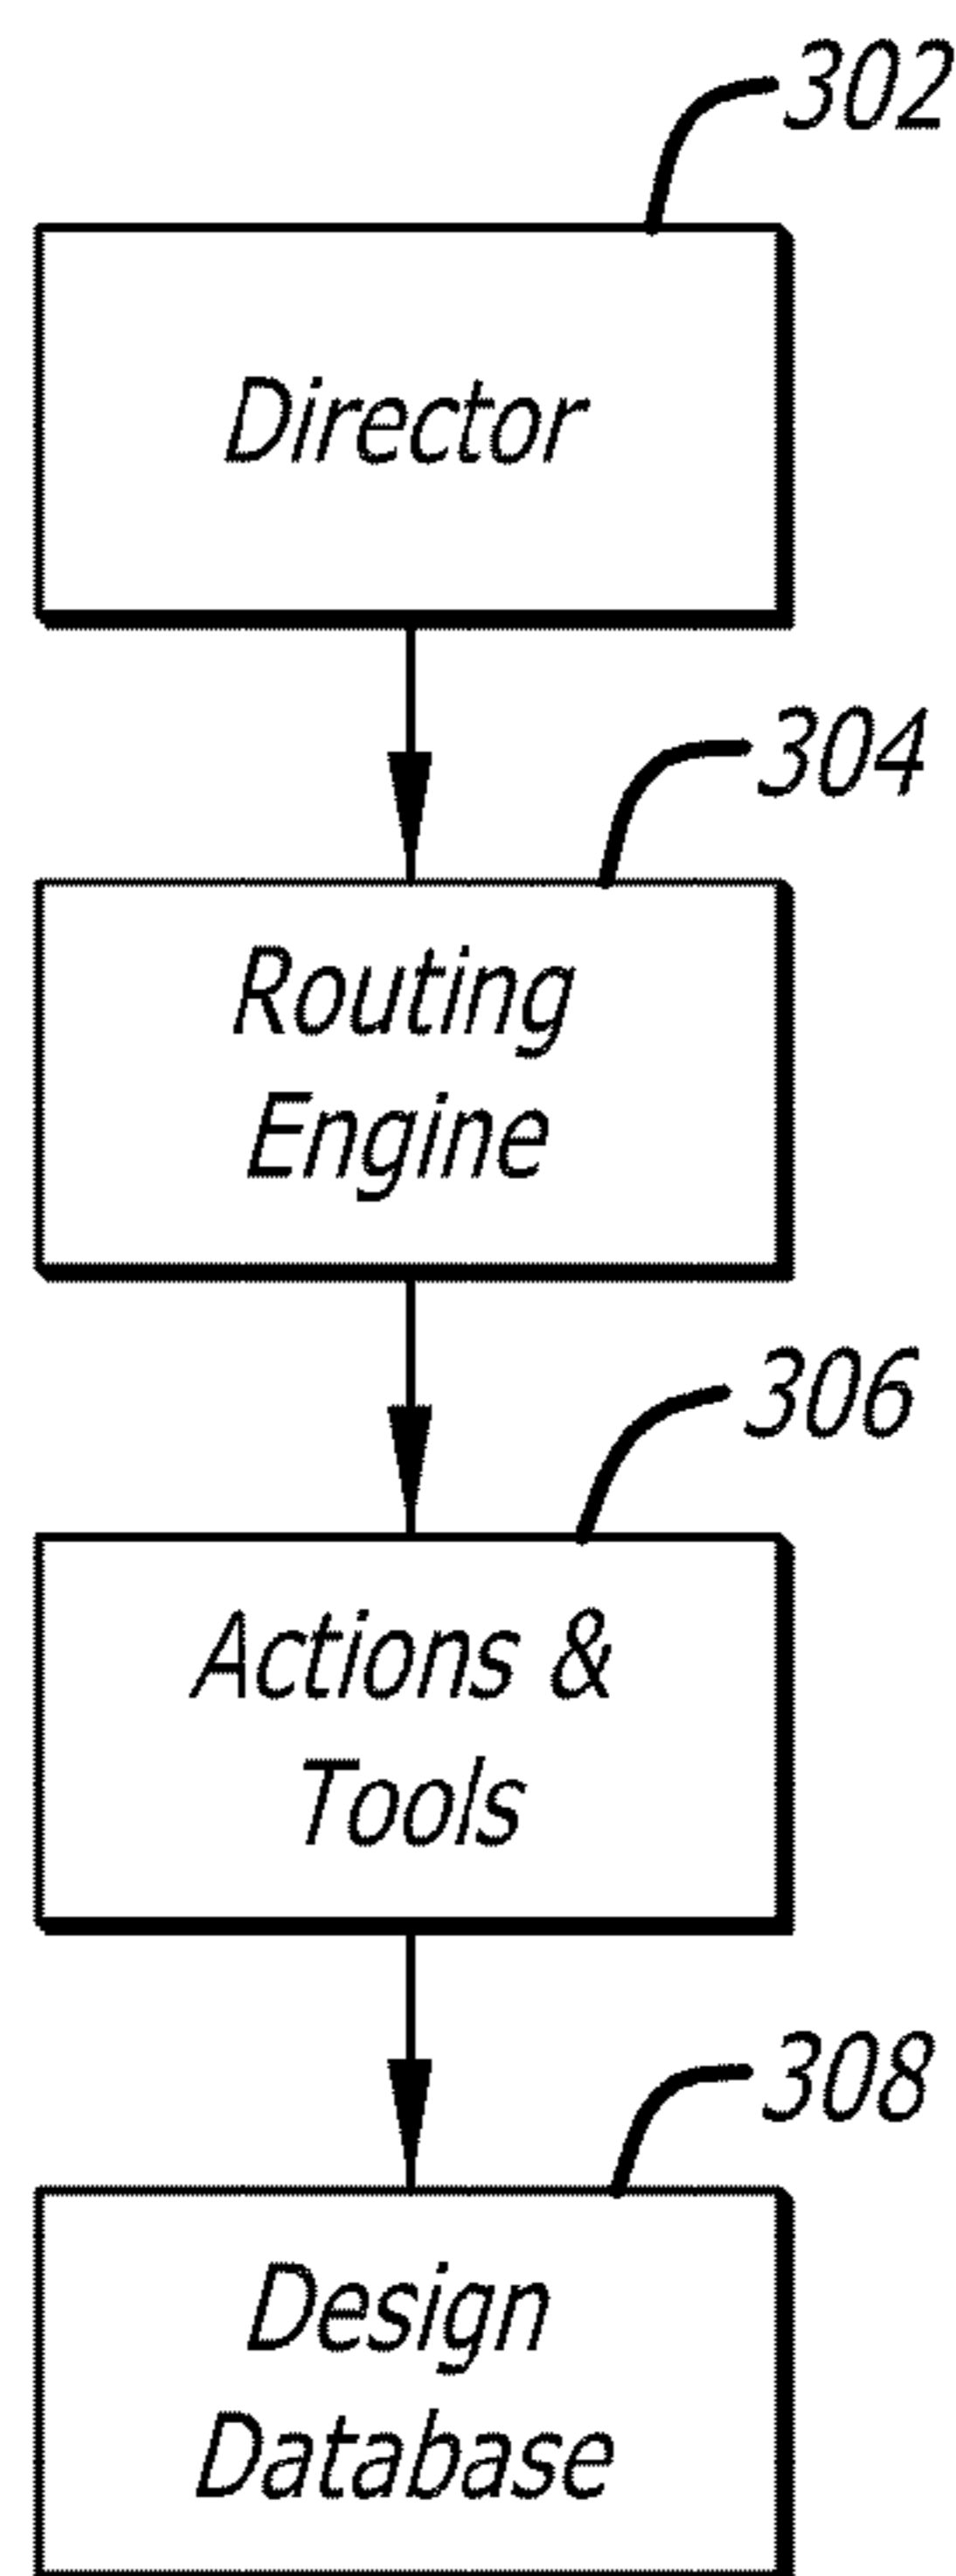 302
Director
304
Routing
Engine
306
Actions &
Tools
308
Design
Database